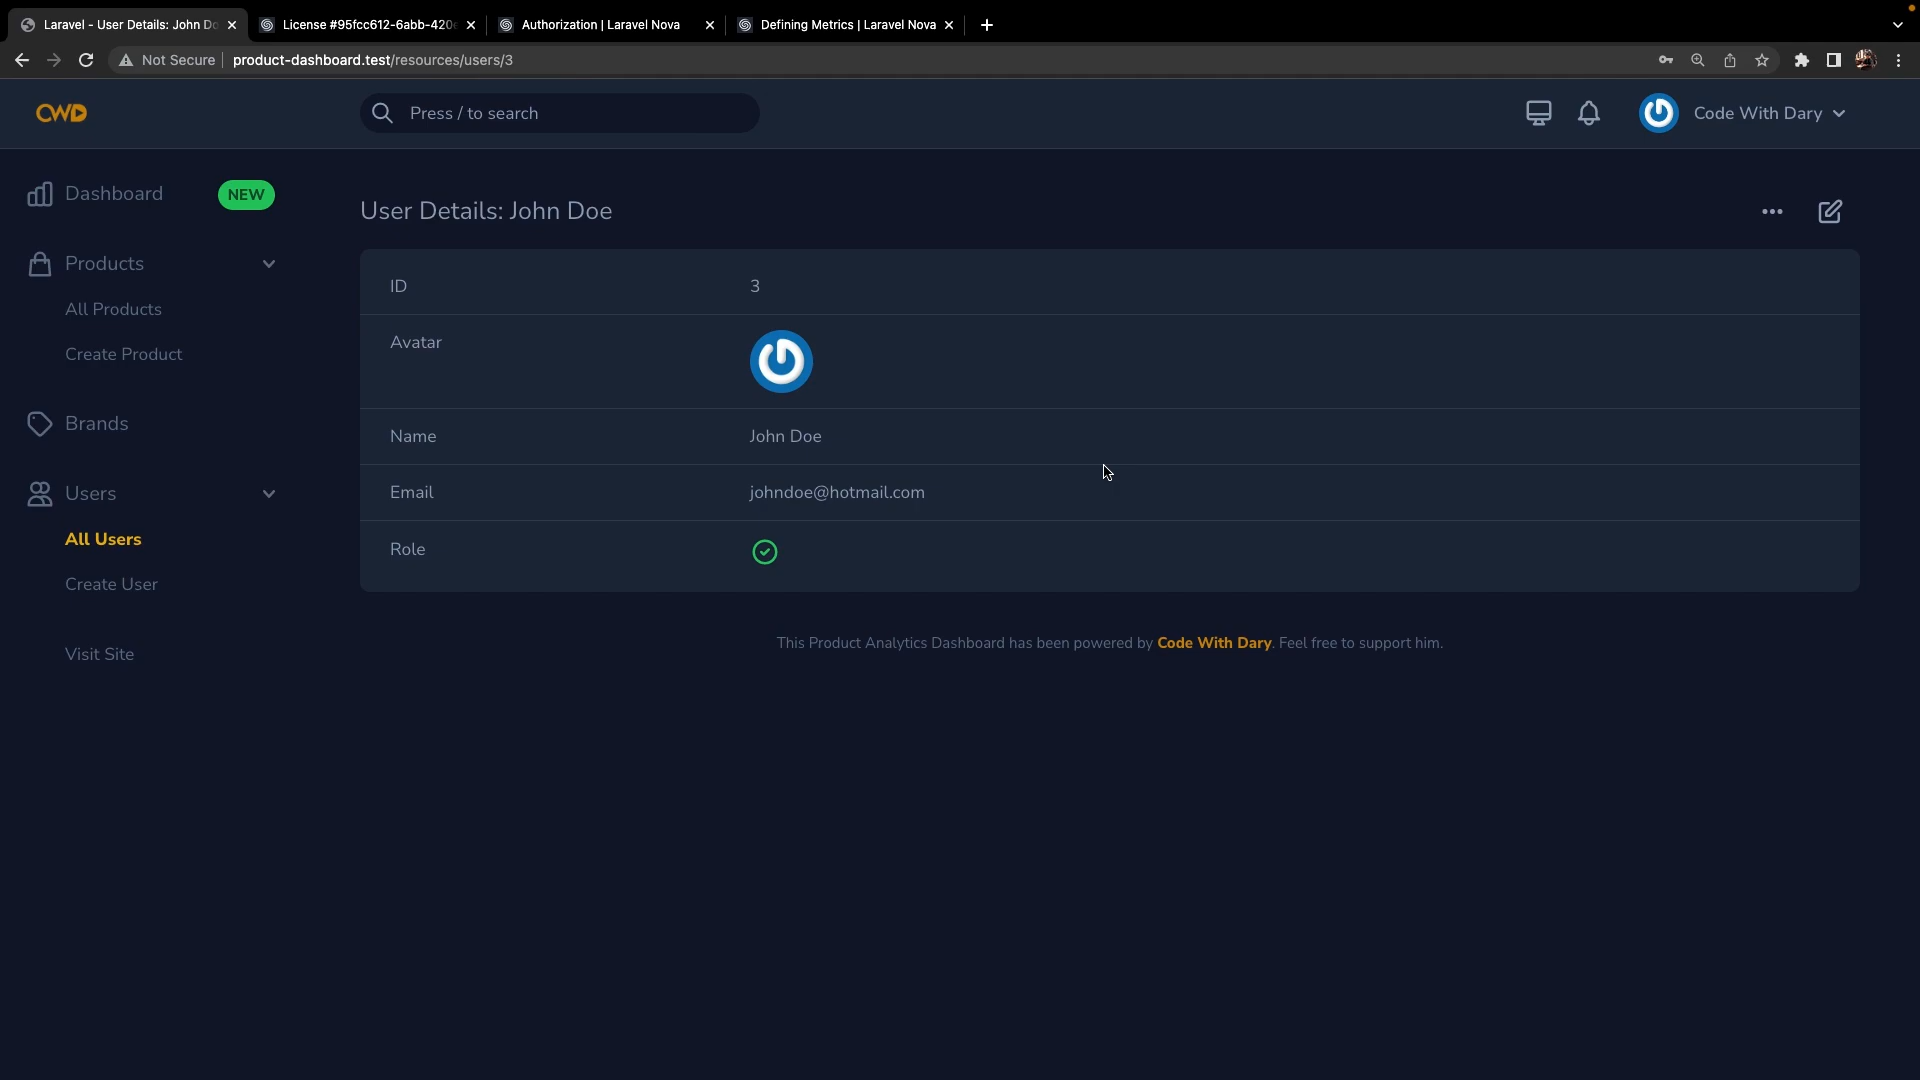 Laravel - User Details: John Do
License #95fcc612-6abb-420e
Authorization | Laravel Nova
Defining Metrics | Laravel Nova
Not Secure
product-dashboard.test/resources/users/3
CWD
Press / to search
Code With Dary
Dashboard
NEW
Products
All Products
Create Product
Brands
Users
All Users
Create User
Visit Site
User Details: John Doe
ID
3
Avatar
Name
John Doe
Email
johndoe@hotmail.com
Role
This Product Analytics Dashboard has been powered by Code With Dary. Feel free to support him.